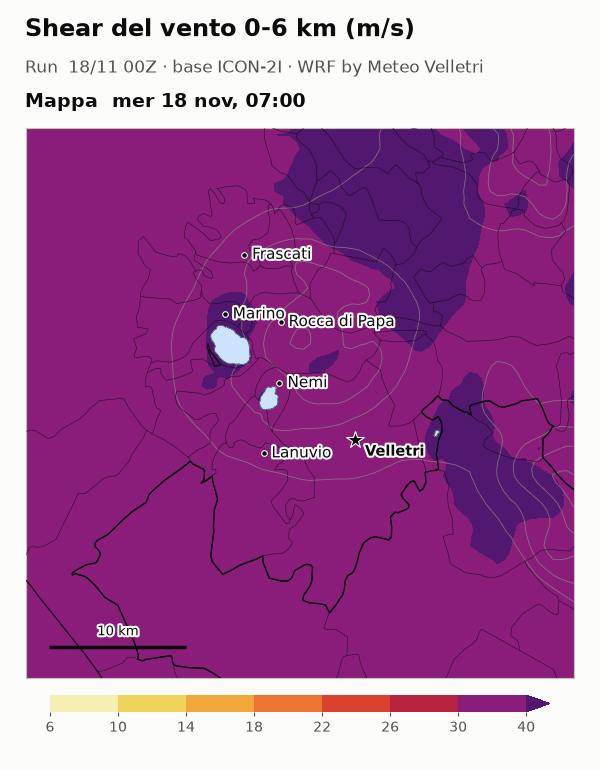 Shear del vento 0-6 km (m/s)
Run  18/11 00Z · base ICON-2I · WRF by Meteo Velletri
Mappa  mer 18 nov, 07:00
Frascati
Marino
Rocca di Papa
Nemi
Velletri
Lanuvio
10 km
6 10 14 18 22 26 30 40